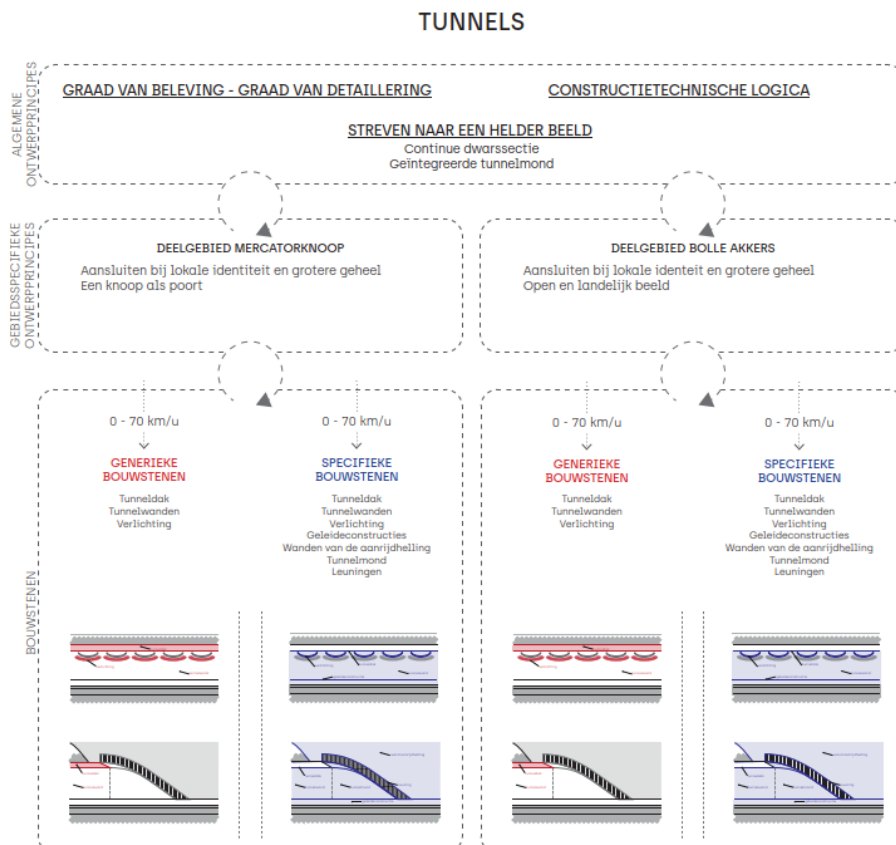 TUNNELS
ALGEMENE
ONTWERPPRINCIPES
GRAAD VAN BELEVING - GRAAD VAN DETAILLERING
CONSTRUCTIETECHNISCHE LOGICA
STREVEN NAAR EEN HELDER BEELD
Continue dwarssectie
Geïntegreerde tunnelmond
GEBIEDSSPECIFIEKE
ONTWERPPRINCIPES
DEELGEBIED MERCATORKNOOP
Aansluiten bij lokale identiteit en grotere geheel
Een knoop als poort
DEELGEBIED BOLLE AKKERS
Aansluiten bij lokale identeit en grotere geheel
Open en landelijk beeld
BOUWSTENEN
0 - 70 km/u
GENERIEKE
BOUWSTENEN
Tunneldak
Tunnelwanden
Verlichting
0 - 70 km/u
SPECIFIEKE
BOUWSTENEN
Tunneldak
Tunnelwanden
Verlichting
Geleideconstructies
Wanden van de aanrijdhelling
Tunnelmond
Leuningen
0 - 70 km/u
GENERIEKE
BOUWSTENEN
Tunneldak
Tunnelwanden
Verlichting
0 - 70 km/u
SPECIFIEKE
BOUWSTENEN
Tunneldak
Tunnelwanden
Verlichting
Geleideconstructies
Wanden van de aanrijdhelling
Tunnelmond
Leuningen